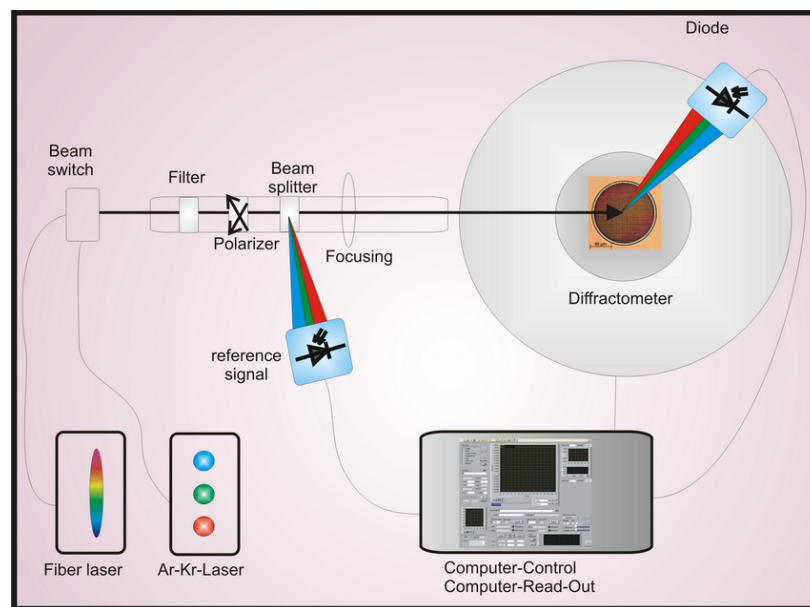 Diode
Beam
switch
Filter
Beam
splitter
Polarizer
Focusing
Diffractometer
reference
signal
Fiber laser
Ar-Kr-Laser
Computer-Control
Computer-Read-Out